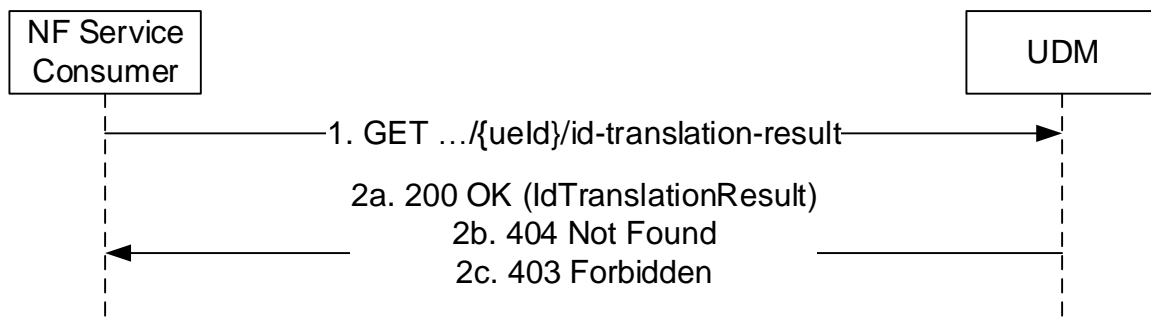 NF Service
Consumer
UDM
1. GET …/{ueId}/id-translation-result
2a. 200 OK (IdTranslationResult)
2b. 404 Not Found
2c. 403 Forbidden